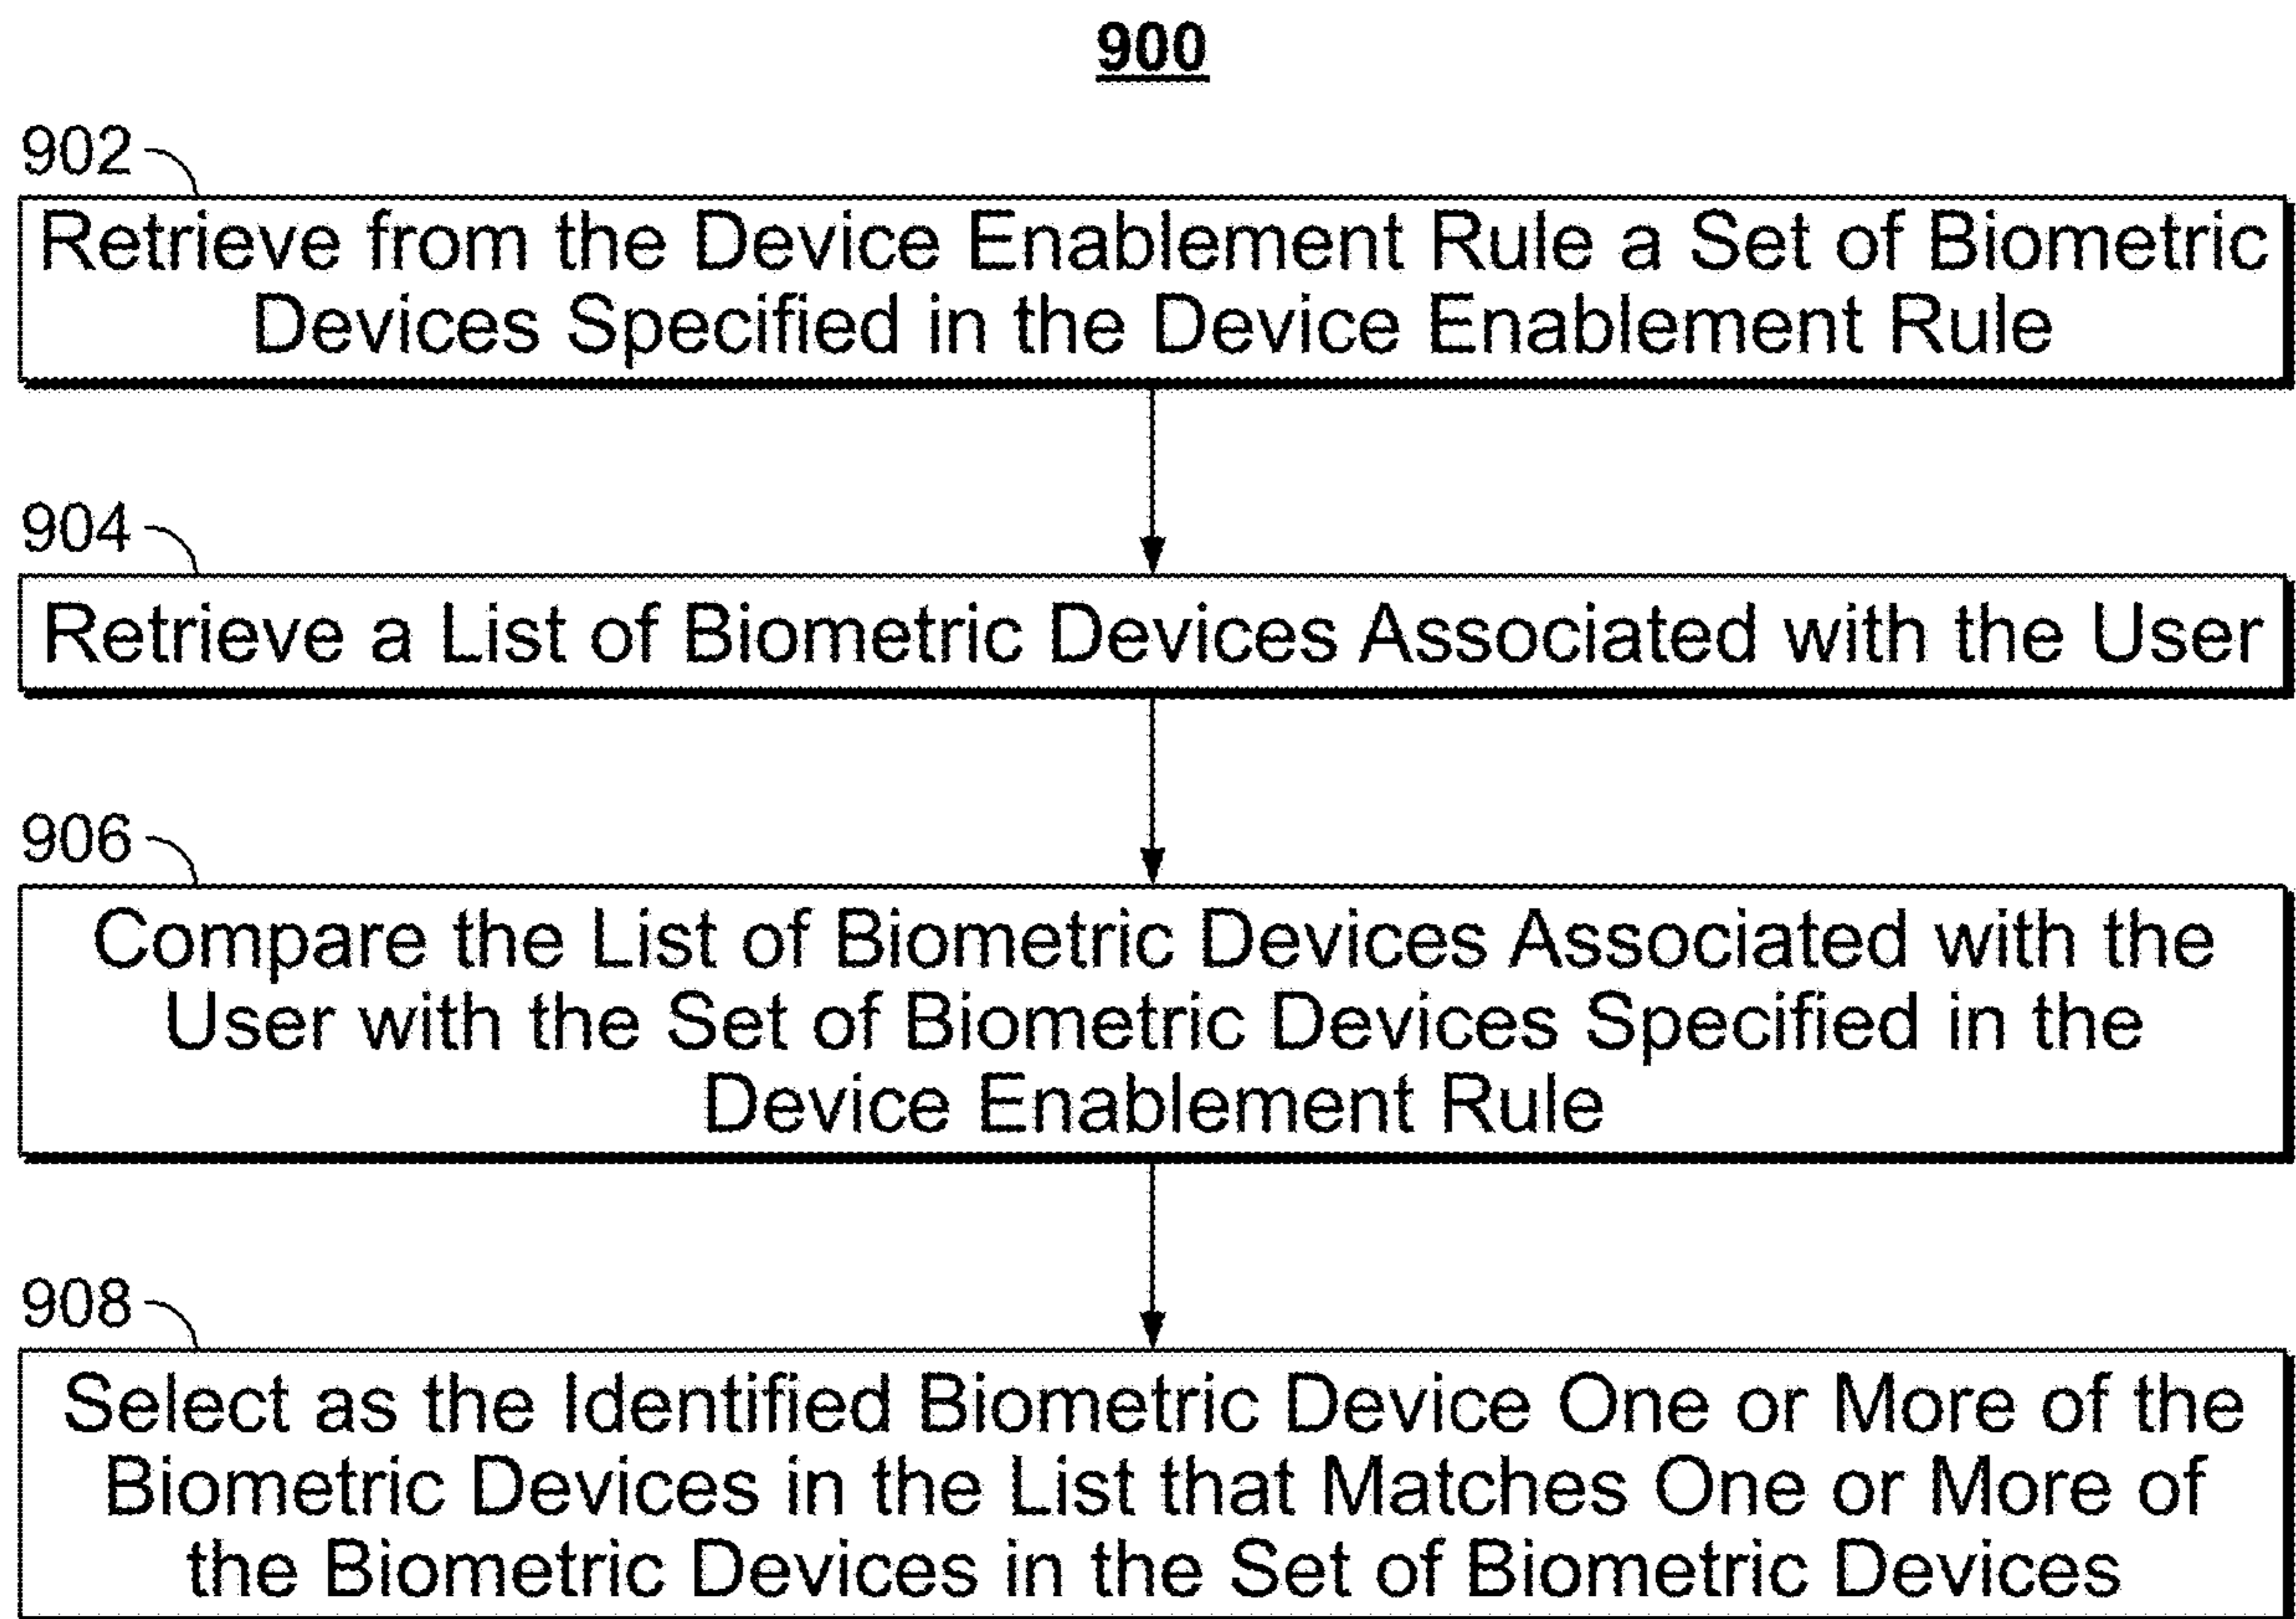 900
902
Retrieve from the Device Enablement Rule a Set of Biometric
Devices Specified in the Device Enablement Rule
904
Retrieve a List of Biometric Devices Associated with the User
906
Compare the List of Biometric Devices Associated with the
User with the Set of Biometric Devices Specified in the
Device Enablement Rule
908
Select as the Identified Biometric Device One or More of the
Biometric Devices in the List that Matches One or More of
the Biometric Devices in the Set of Biometric Devices